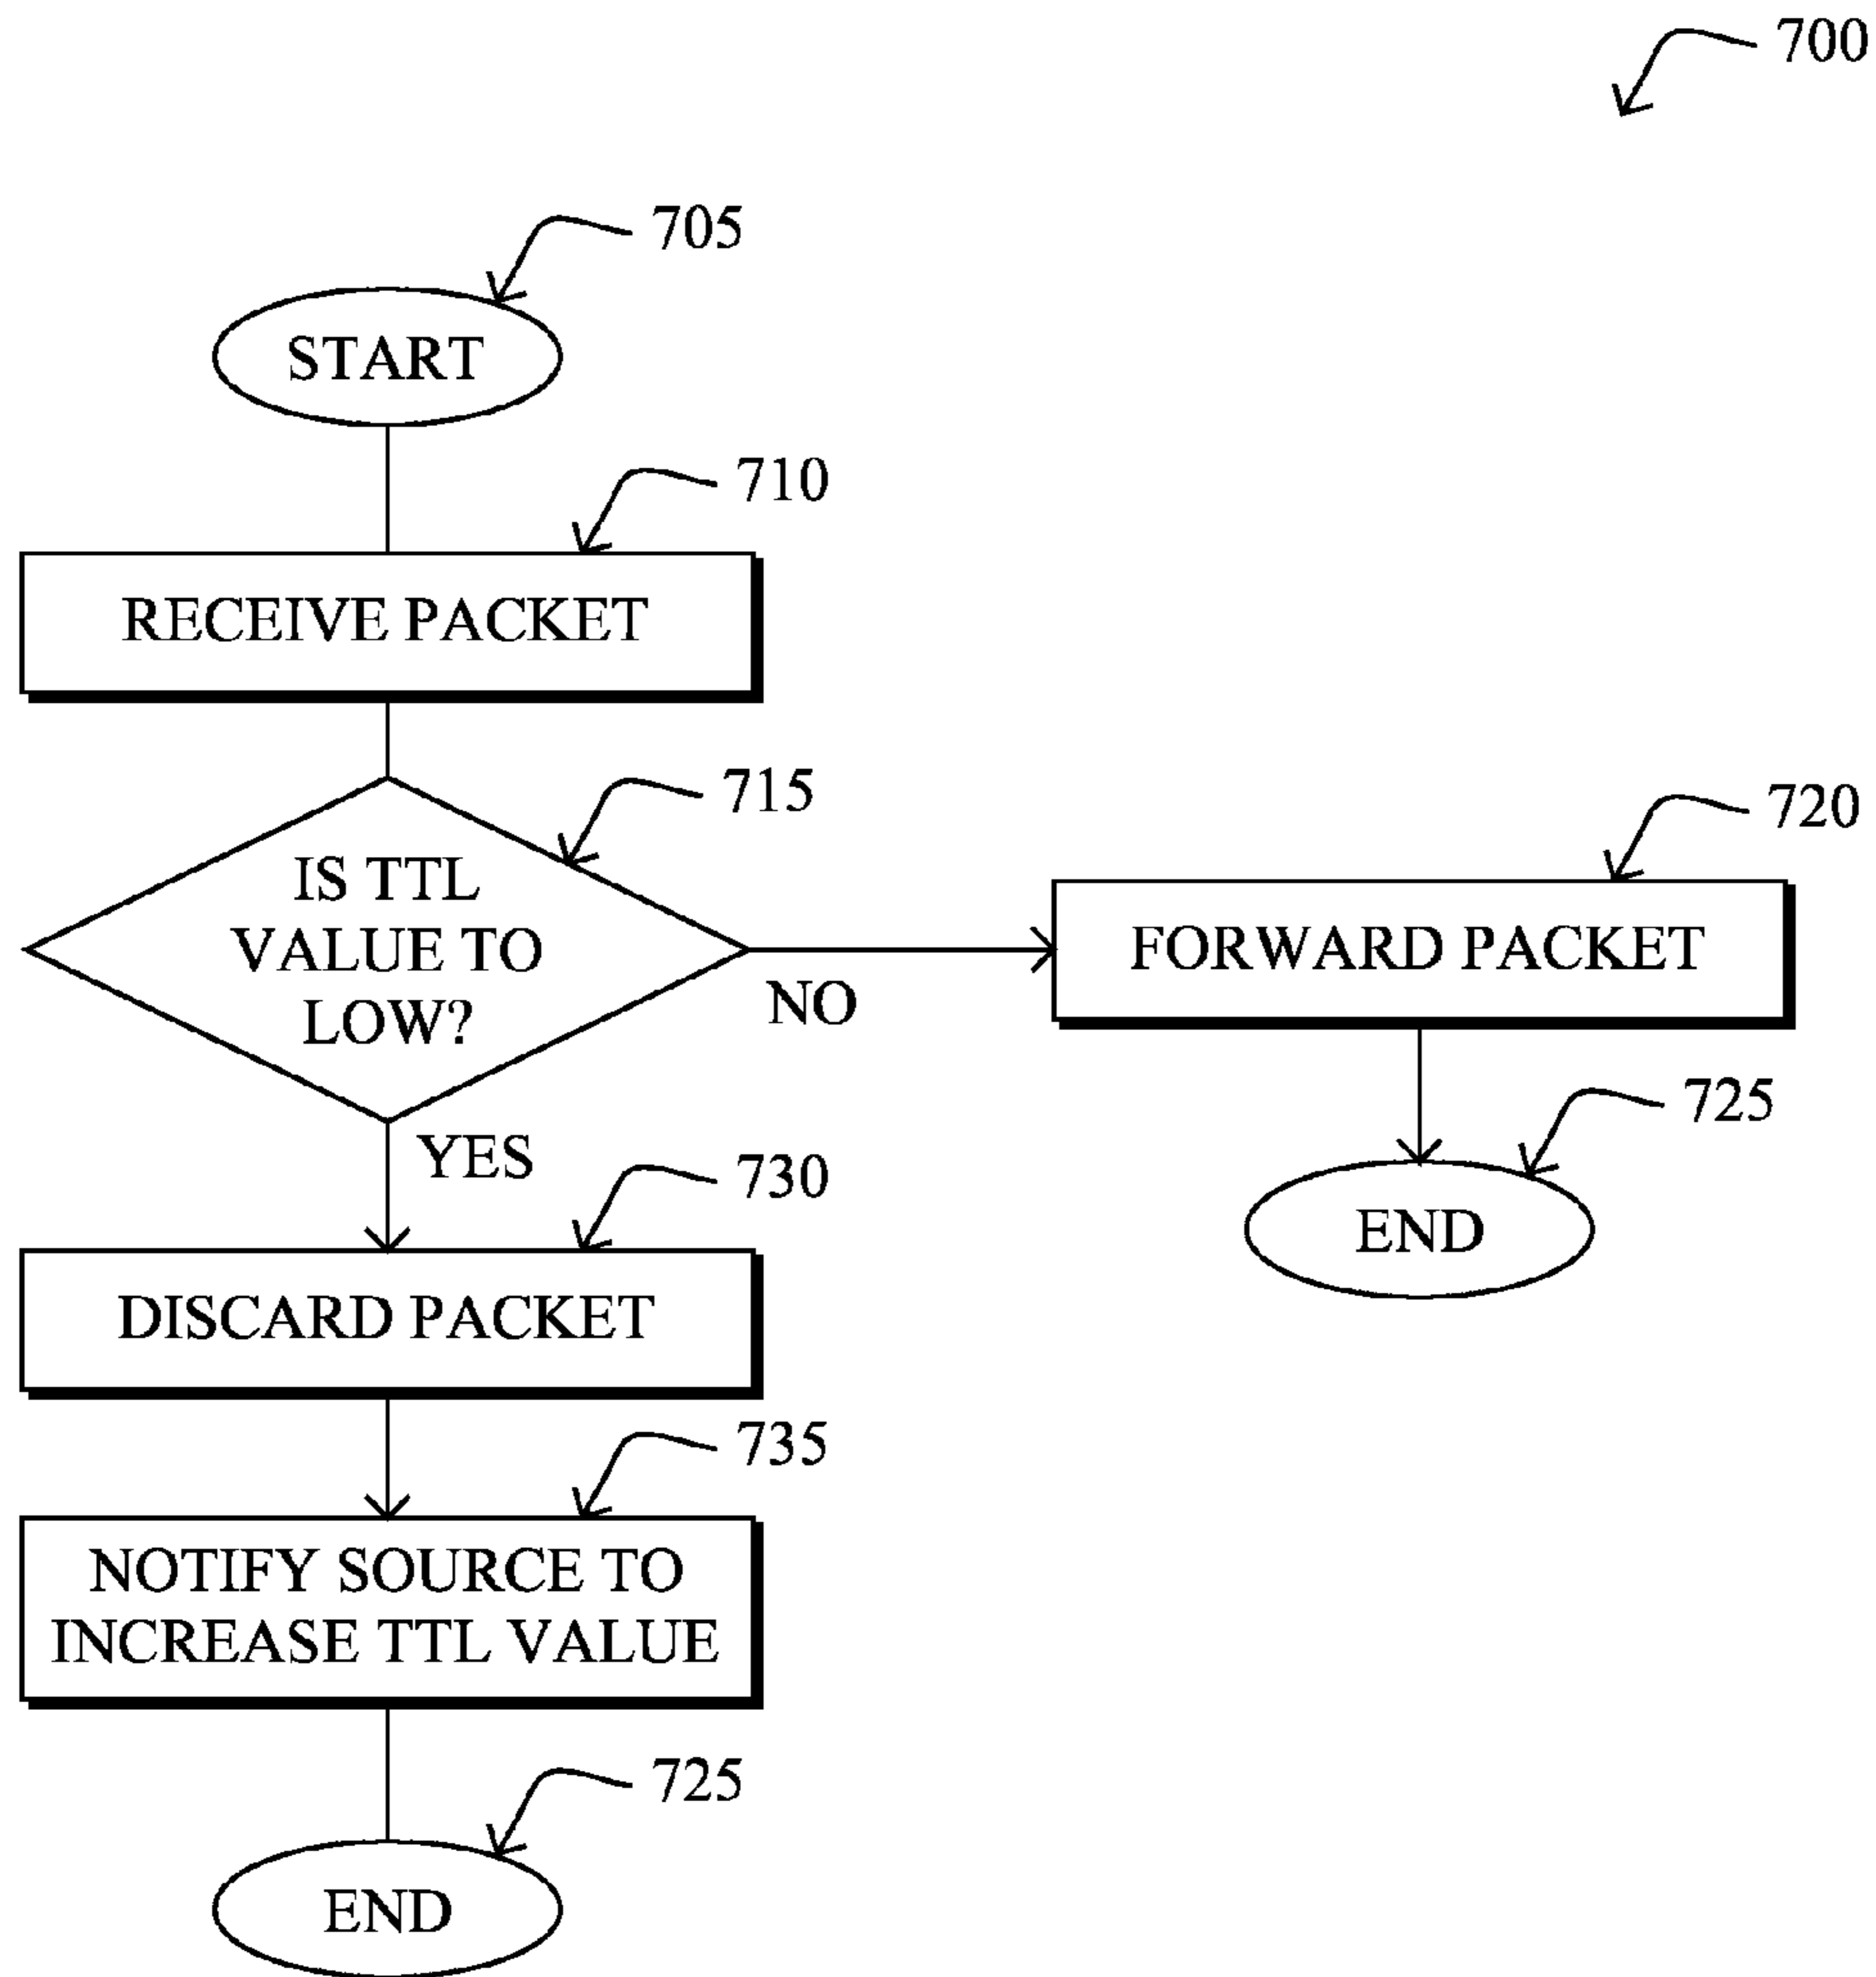 700
705
START
710
RECEIVE PACKET
715
IS TTL
VALUE TO
LOW?
NO
720
FORWARD PACKET
725
END
YES
730
DISCARD PACKET
735
NOTIFY SOURCE TO
INCREASE TTL VALUE
725
END